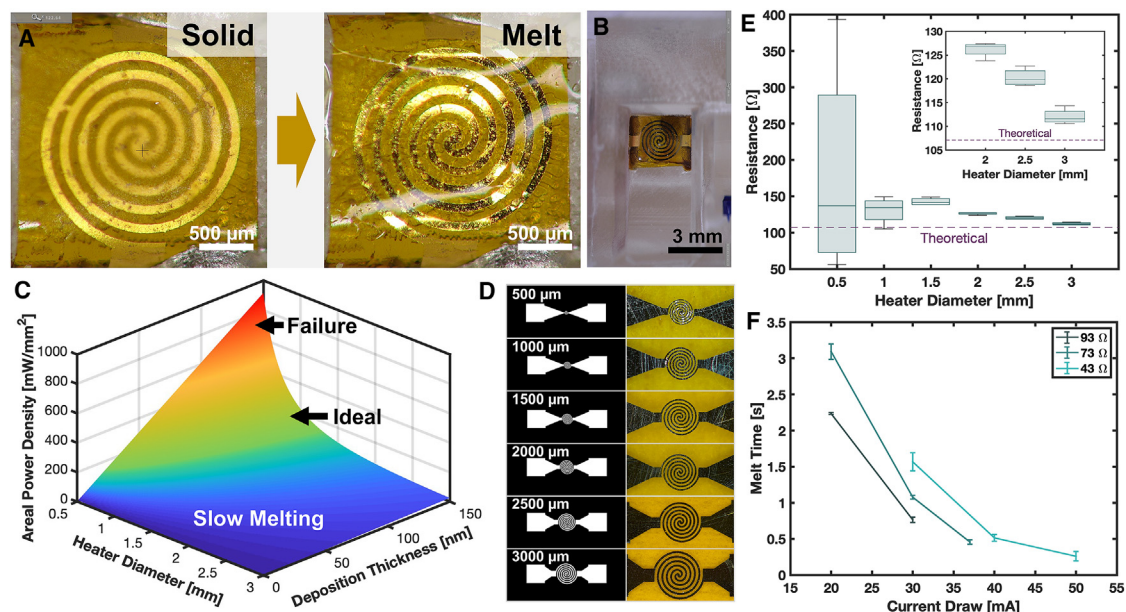 A
Solid
Melt
500 µm
500 µm
B
3 mm
C
Areal Power Density [mW/mm²]
1000
800
600
400
200
0
Failure
Ideal
Slow Melting
0.5
1
1.5
2
2.5
3
Heater Diameter [mm]
0
50
100
150
Deposition Thickness [nm]
D
500 µm
1000 µm
1500 µm
2000 µm
2500 µm
3000 µm
E
Resistance [Ω]
400
350
300
250
200
150
100
50
Theoretical
0.5 1 1.5 2 2.5 3
Heater Diameter [mm]
Resistance [Ω]
130
125
120
115
110
105
Theoretical
2 2.5 3
Heater Diameter [mm]
F
Melt Time [s]
3.5
3
2.5
2
1.5
1
0.5
0
93 Ω
73 Ω
43 Ω
15 20 25 30 35 40 45 50 55
Current Draw [mA]